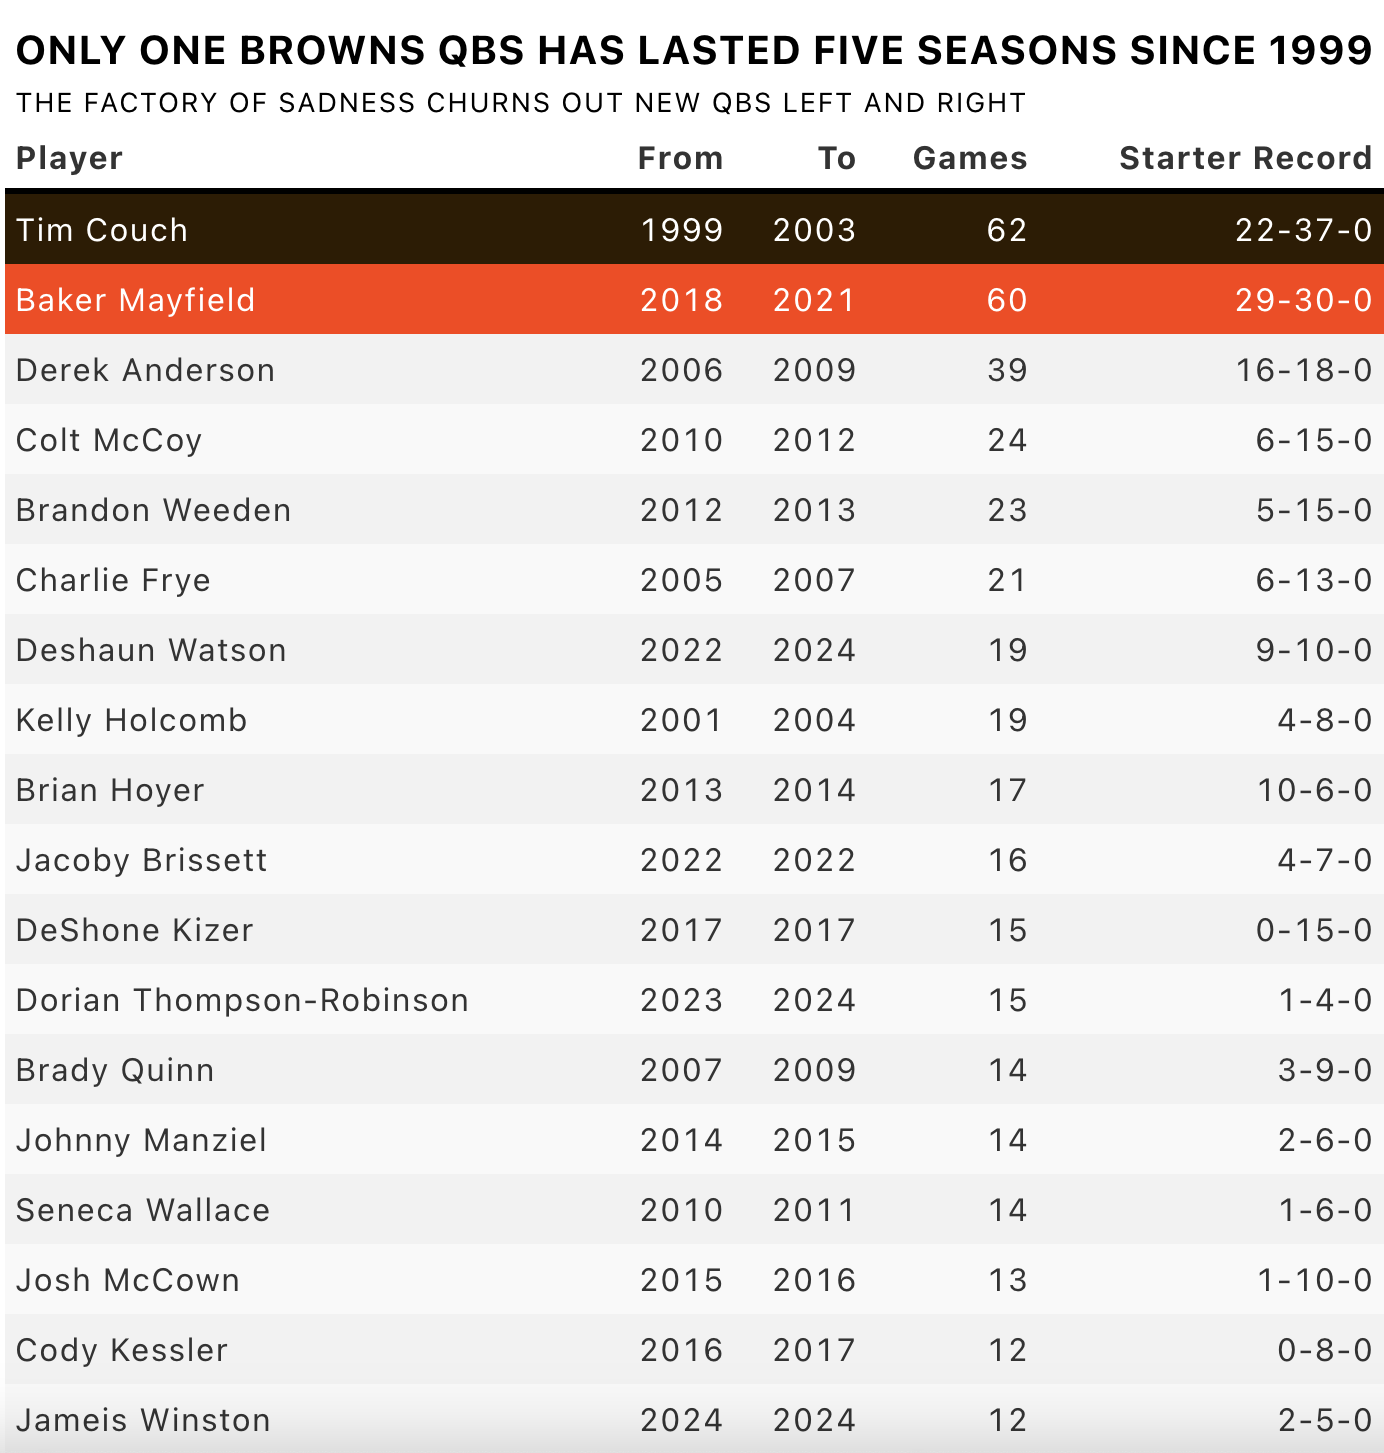 ONLY ONE BROWNS QBS HAS LASTED FIVE SEASONS SINCE 1999
THE FACTORY OF SADNESS CHURNS OUT NEW QBS LEFT AND RIGHT
Player From To Games Starter Record
Tim Couch 1999 2003 62 22-37-0
Baker Mayfield 2018 2021 60 29-30-0
Derek Anderson 2006 2009 39 16-18-0
Colt McCoy 2010 2012 24 6-15-0
Brandon Weeden 2012 2013 23 5-15-0
Charlie Frye 2005 2007 21 6-13-0
Deshaun Watson 2022 2024 19 9-10-0
Kelly Holcomb 2001 2004 19 4-8-0
Brian Hoyer 2013 2014 17 10-6-0
Jacoby Brissett 2022 2022 16 4-7-0
DeShone Kizer 2017 2017 15 0-15-0
Dorian Thompson-Robinson 2023 2024 15 1-4-0
Brady Quinn 2007 2009 14 3-9-0
Johnny Manziel 2014 2015 14 2-6-0
Seneca Wallace 2010 2011 14 1-6-0
Josh McCown 2015 2016 13 1-10-0
Cody Kessler 2016 2017 12 0-8-0
Jameis Winston 2024 2024 12 2-5-0